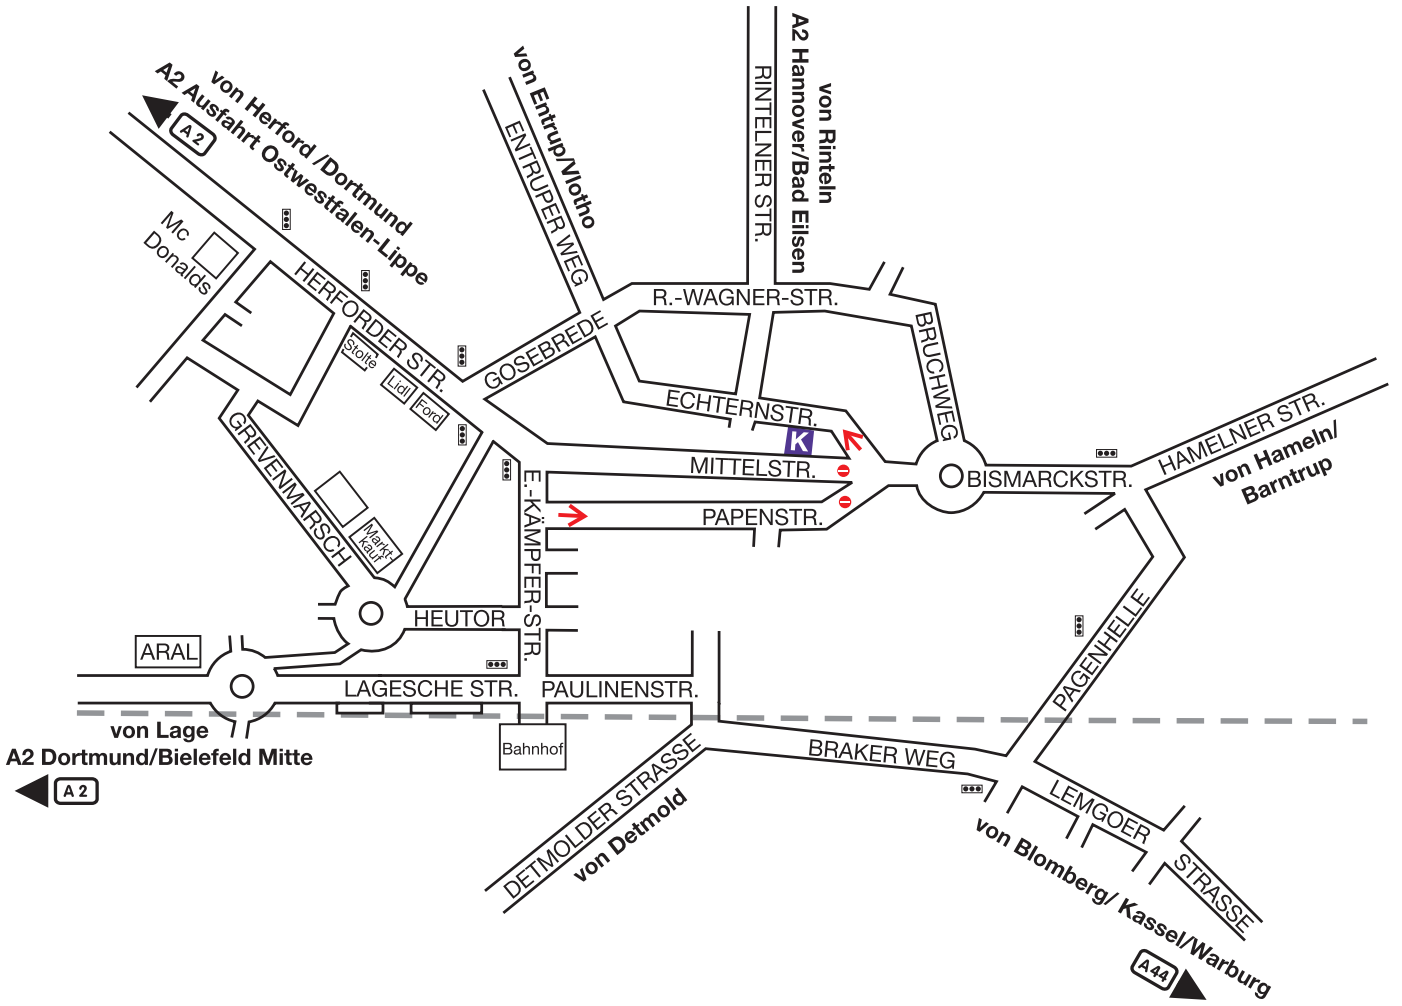 von Herford /Dortmund
A2 Ausfahrt Ostwestfalen-Lippe
A 2
von Entrup/Vlotho
ENTRUPER WEG
RINTELNER STR.
A2 Hannover/Bad Eilsen
von Rinteln
Mc
Donalds
HERFORDER STR.
Stolte
Lidl
Ford
GOSEBREDE
R.-WAGNER-STR.
BRUCHWEG
ECHTERNSTR.
K
MITTELSTR.
PAPENSTR.
BISMARCKSTR.
HAMELNER STR.
von Hameln/
Barntrup
GREVENMARSCH
Markt-
kauf
E.-KÄMPFER-STR.
HEUTOR
ARAL
LAGESCHE STR.
PAULINENSTR.
PAGENHELLE
von Lage
A2 Dortmund/Bielefeld Mitte
A 2
Bahnhof
BRAKER WEG
DETMOLDER STRASSE
von Detmold
LEMGOER
STRASSE
von Blomberg/ Kassel/Warburg
A 44